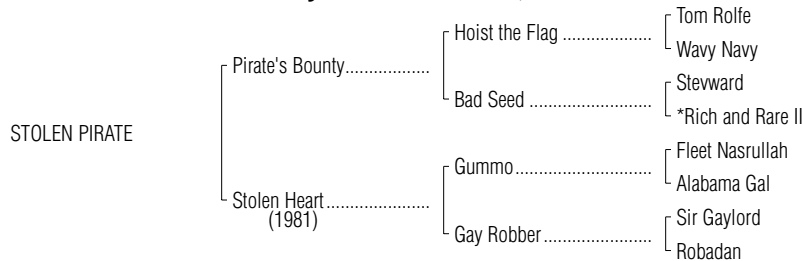 Tom Rolfe
Hoist the Flag ..................
Wavy Navy
Pirate's Bounty..................
Stevward
Bad Seed .........................
*Rich and Rare II
STOLEN PIRATE
Fleet Nasrullah
Gummo............................
Alabama Gal
Stolen Heart......................
(1981)
Sir Gaylord
Gay Robber......................
Robadan